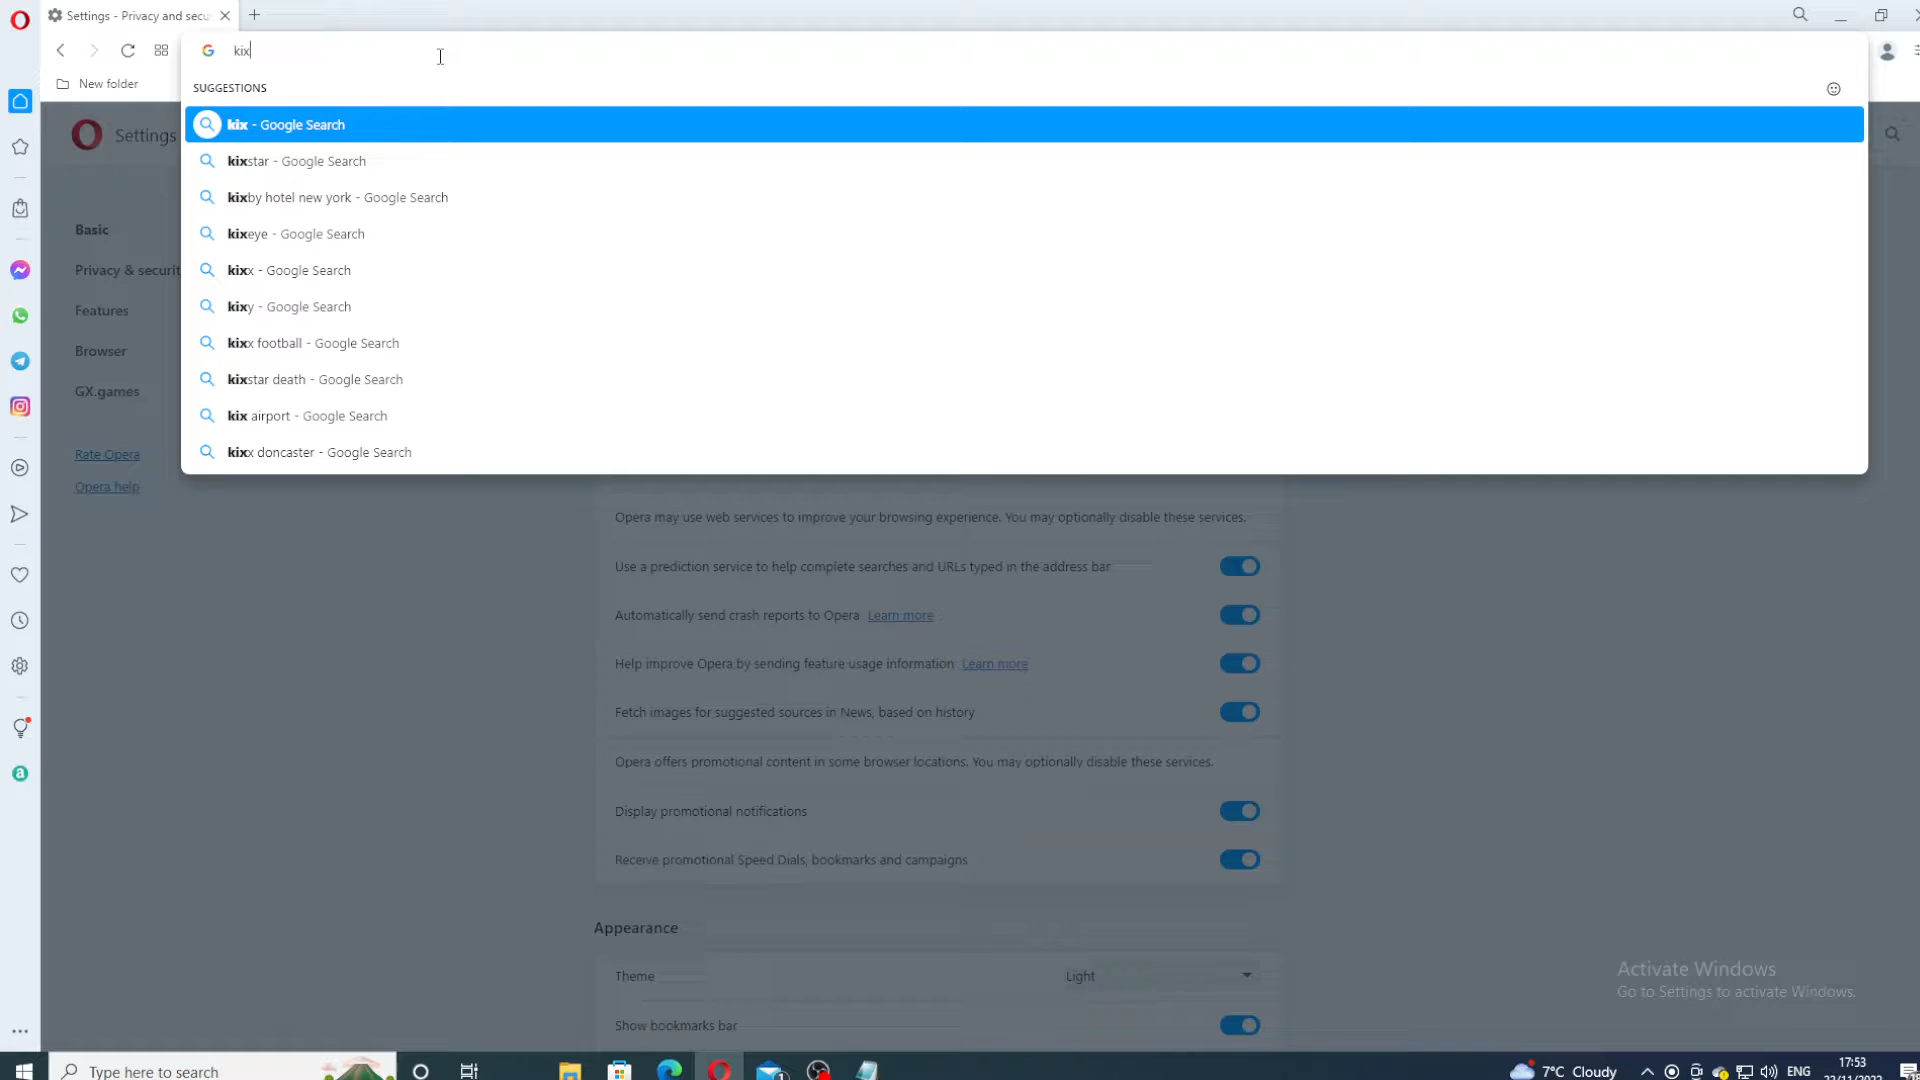 Settings - Privacy and secu
kix
New folder
SUGGESTIONS
kix - Google Search
kixstar - Google Search
kixby hotel new york - Google Search
kixeye - Google Search
kixx - Google Search
kixy - Google Search
kixx football - Google Search
kixstar death - Google Search
kix airport - Google Search
kixx doncaster - Google Search
Settings
Basic
Privacy & securit
Features
Browser
GX.games
Rate Opera
Opera help
Opera may use web services to improve your browsing experience. You may optionally disable these services.
Use a prediction service to help complete searches and URLs typed in the address bar
Automatically send crash reports to Opera Learn more
Help improve Opera by sending feature usage information Learn more
Fetch images for suggested sources in News, based on history
Opera offers promotional content in some browser locations. You may optionally disable these services.
Display promotional notifications
Receive promotional Speed Dials, bookmarks and campaigns
Appearance
Theme Light
Show bookmarks bar
Activate Windows
Go to Settings to activate Windows.
Type here to search
7°C Cloudy
ENG
17:53